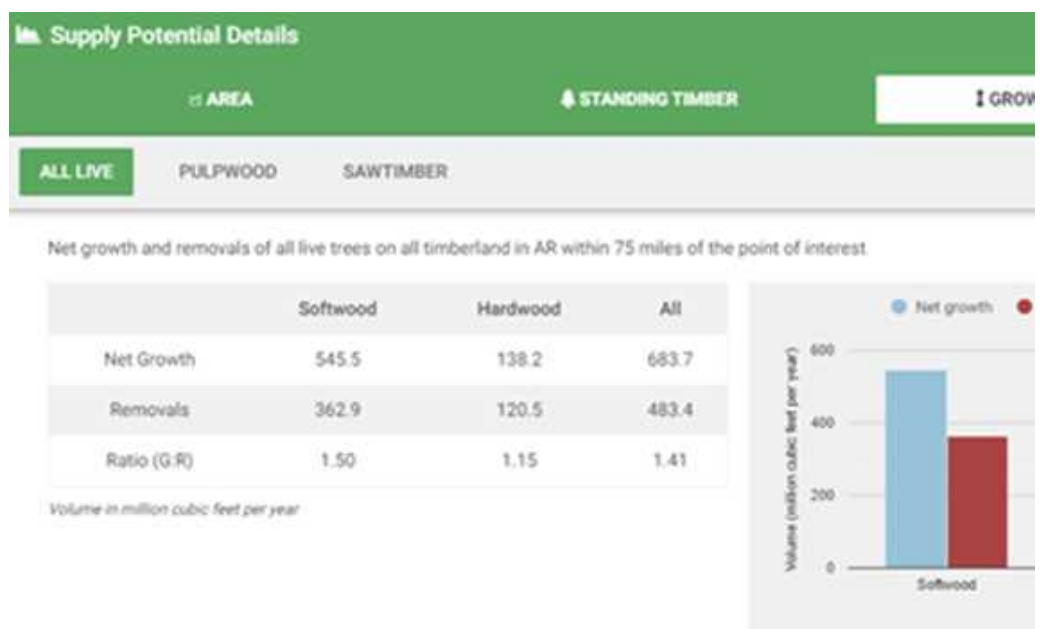 Supply Potential Details
AREA
STANDING TIMBER
GROW
ALL LIVE
PULPWOOD
SAWTIMBER
Net growth and removals of all live trees on all timberland in AR within 75 miles of the point of interest
Softwood Hardwood All
Net Growth 545.5 138.2 683.7
Removals 362.9 120.5 483.4
Ratio (G:R) 1.50 1.15 1.41
Volume in million cubic feet per year
Net growth
Volume (million cubic feet per year)
600
400
200
0
Softwood